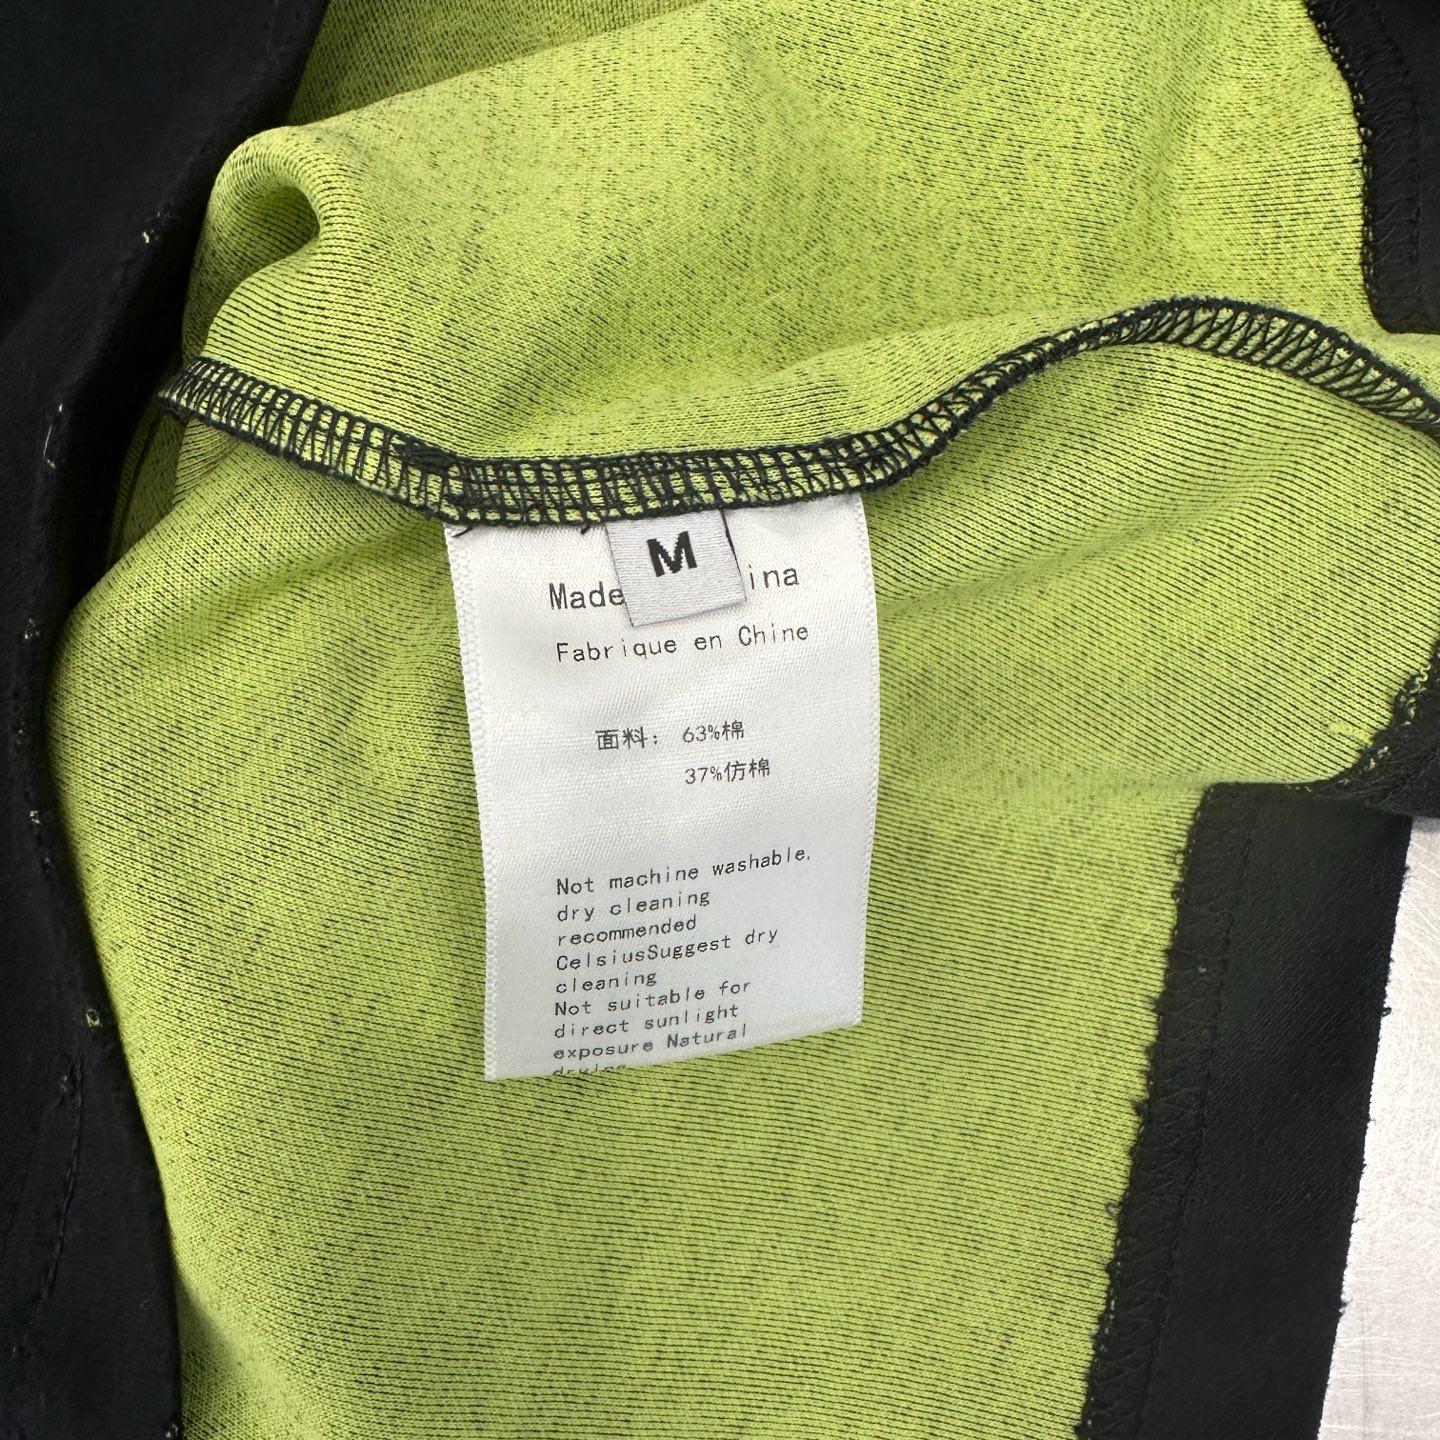 M
Made ina
Fabrique en Chine
面料: 63%棉
37%仿棉
Not machine washable,
dry cleaning
recommended
CelsiusSuggest dry
cleaning
Not suitable for
direct sunlight
exposure Natural